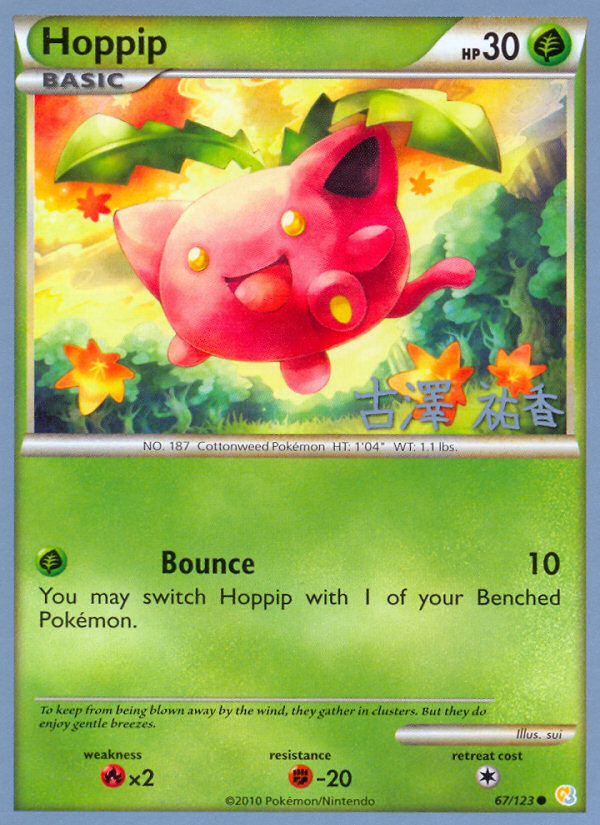 Hoppip
HP 30
BASIC
古澤 祐香
NO. 187 Cottonweed Pokémon HT: 1'04" WT: 1.1 lbs.
Bounce 10
You may switch Hoppip with 1 of your Benched
Pokémon.
To keep from being blown away by the wind, they gather in clusters. But they do
enjoy gentle breezes.
Illus. sui
weakness resistance retreat cost
×2 -20
©2010 Pokémon/Nintendo
67/123